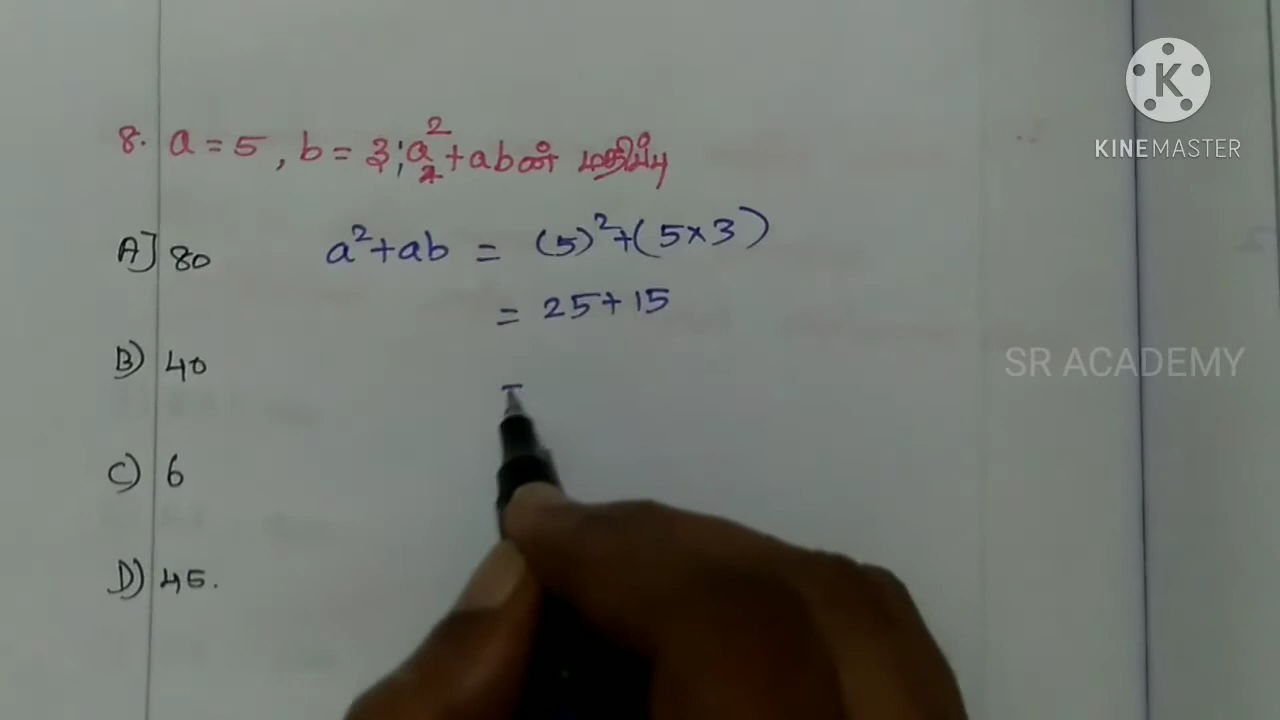 8. a = 5, b = 3; a² + abன் மதிப்பு
A] 80
a² + ab = (5)² + (5 × 3)
= 25 + 15
B) 40
C) 6
D) 45.
KINEMASTER
SR ACADEMY